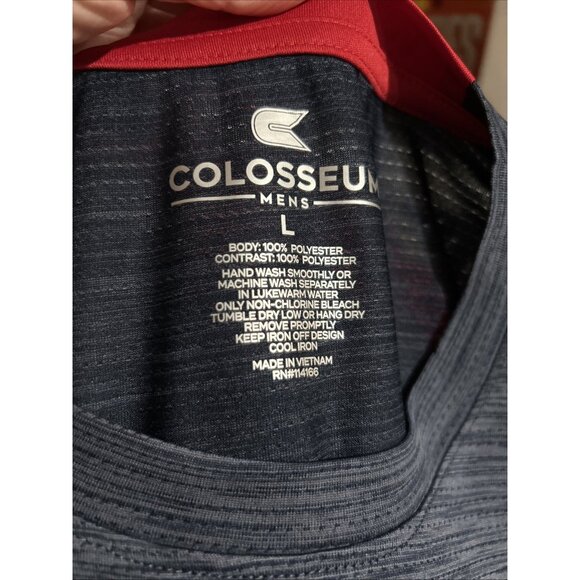 COLOSSEUM
MENS
L
BODY: 100% POLYESTER
CONTRAST: 100% POLYESTER
HAND WASH SMOOTHLY OR
MACHINE WASH SEPARATELY
IN LUKEWARM WATER
ONLY NON-CHLORINE BLEACH
TUMBLE DRY LOW OR HANG DRY
REMOVE PROMPTLY
KEEP IRON OFF DESIGN
COOL IRON
MADE IN VIETNAM
RN#114166